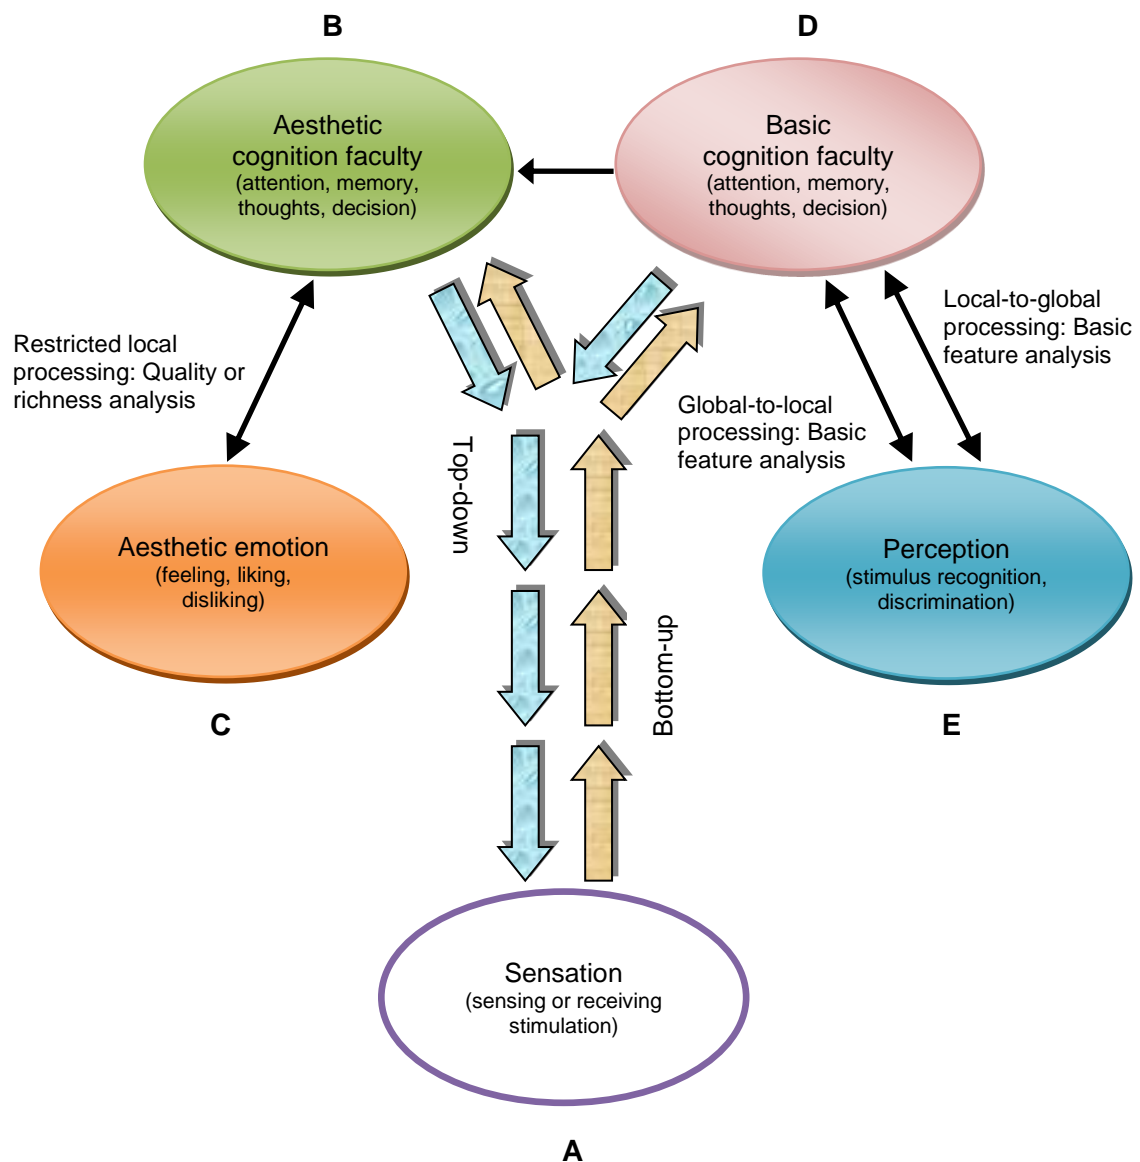 B
D
Aesthetic
cognition faculty
(attention, memory,
thoughts, decision)
Basic
cognition faculty
(attention, memory,
thoughts, decision)
Restricted local
processing: Quality or
richness analysis
Local-to-global
processing: Basic
feature analysis
Global-to-local
processing: Basic
feature analysis
Top-down
Bottom-up
Aesthetic emotion
(feeling, liking,
disliking)
Perception
(stimulus recognition,
discrimination)
C
E
Sensation
(sensing or receiving
stimulation)
A